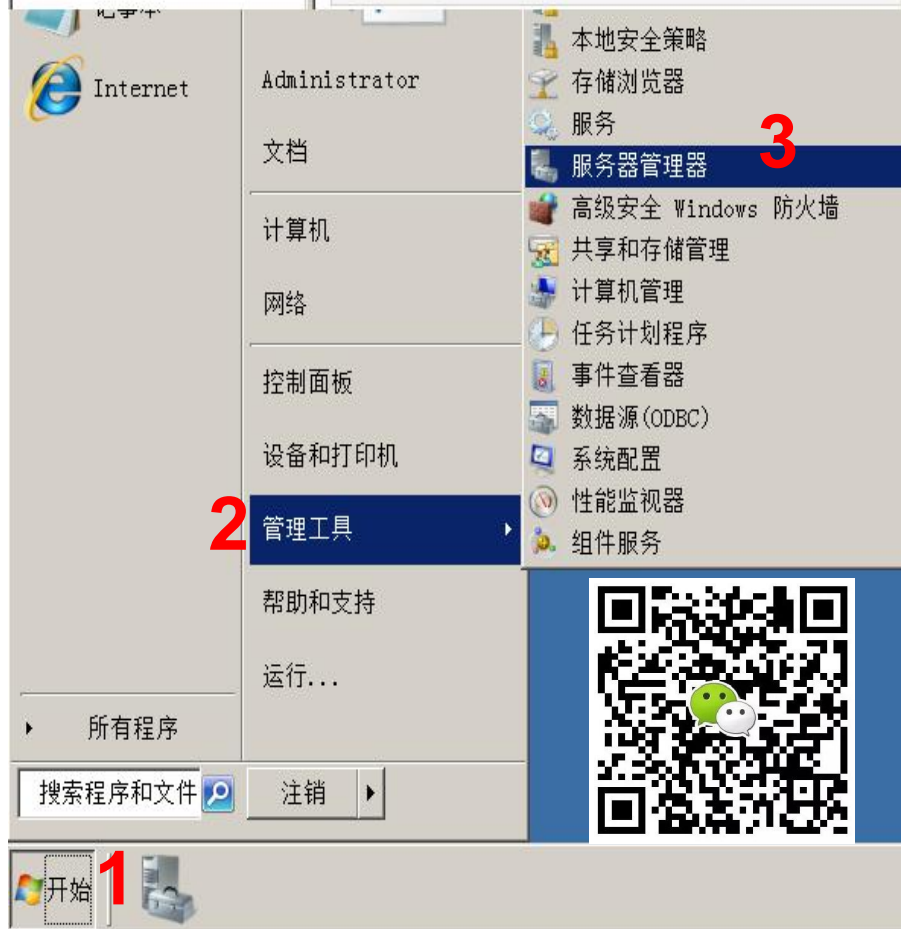 记事本
Internet
Administrator
文档
计算机
网络
控制面板
设备和打印机
2
管理工具
帮助和支持
运行...
所有程序
搜索程序和文件
注销
1
开始
本地安全策略
存储浏览器
服务
3
服务器管理器
高级安全 Windows 防火墙
共享和存储管理
计算机管理
任务计划程序
事件查看器
数据源(ODBC)
系统配置
性能监视器
组件服务